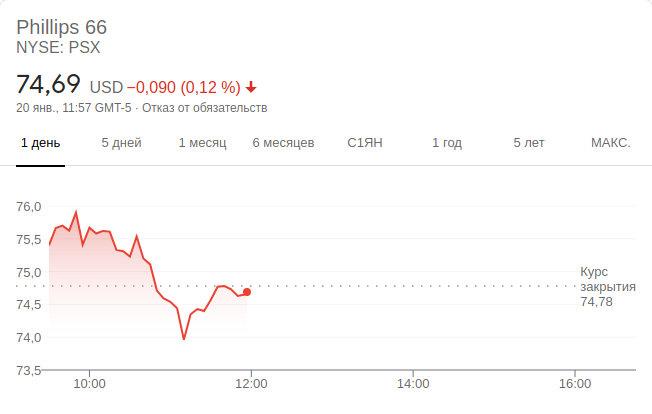 Phillips 66
NYSE: PSX
74,69 USD −0,090 (0,12 %)
20 янв., 11:57 GMT-5 · Отказ от обязательств
1 день 5 дней 1 месяц 6 месяцев С1ЯН 1 год 5 лет МАКС.
76,0
75,5
75,0
74,5
74,0
73,5
Курс
закрытия
74,78
10:00 12:00 14:00 16:00